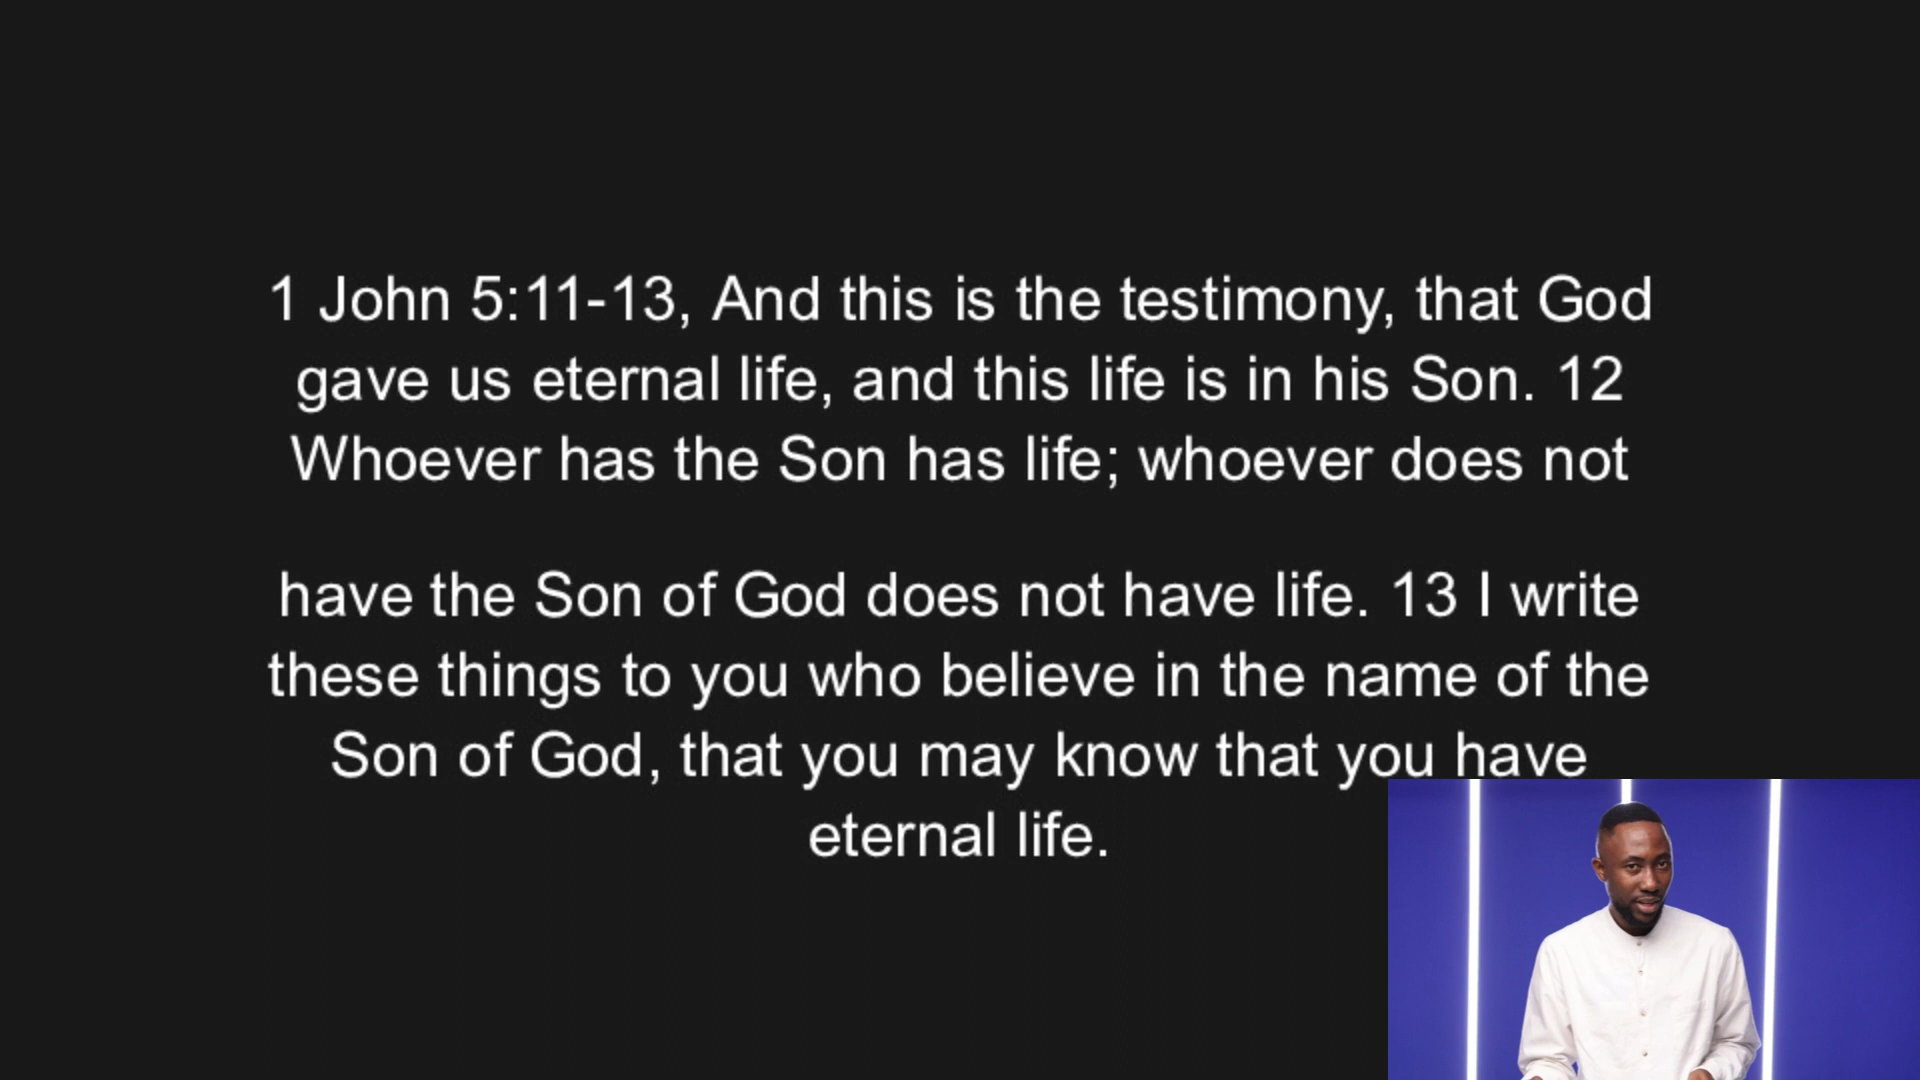 1 John 5:11-13, And this is the testimony, that God
gave us eternal life, and this life is in his Son. 12
Whoever has the Son has life; whoever does not
have the Son of God does not have life. 13 I write
these things to you who believe in the name of the
Son of God, that you may know that you have
eternal life.